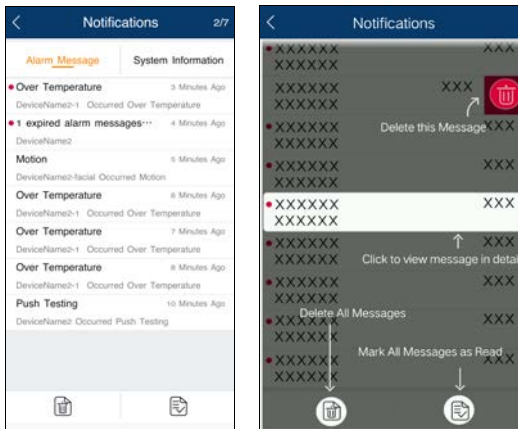 Notifications 2/7
Alarm Message System Information
Over Temperature 3 Minutes Ago
DeviceName2-1 Occurred Over Temperature
1 expired alarm messages··· 4 Minutes Ago
DeviceName2
Motion 5 Minutes Ago
DeviceName2-facial Occurred Motion
Over Temperature 6 Minutes Ago
DeviceName2-1 Occurred Over Temperature
Over Temperature 7 Minutes Ago
DeviceName2-1 Occurred Over Temperature
Over Temperature 8 Minutes Ago
DeviceName2-1 Occurred Over Temperature
Push Testing 10 Minutes Ago
DeviceName2 Occurred Push Testing
Notifications
XXXXXX XXX
XXXXXX
XXXXXX XXX
XXXXXX
XXXXXX Delete this Message XXX
XXXXXX
XXXXXX XXX
XXXXXX
XXXXXX XXX
XXXXXX
XXXXXX XXX
XXXXXX Click to view message in detai
XXXXXX XXX
XXXXXX
Delete All Messages
XXXXXX XXX
XXXXXX
Mark All Messages as Read
XXXXXX XXX
XXXXXX